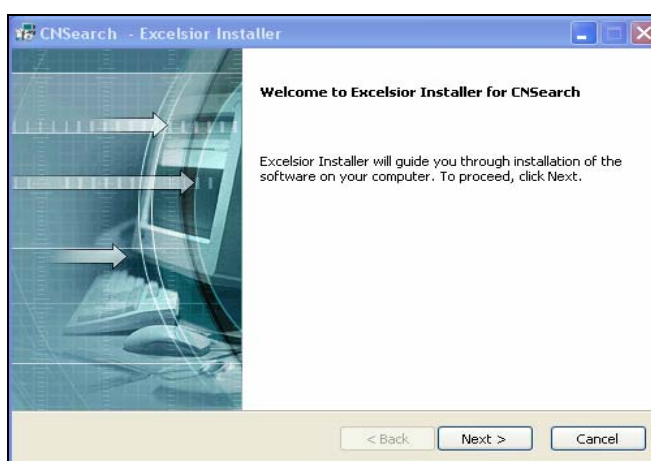 CNSearch - Excelsior Installer
Welcome to Excelsior Installer for CNSearch
Excelsior Installer will guide you through installation of the
software on your computer. To proceed, click Next.
< Back Next > Cancel